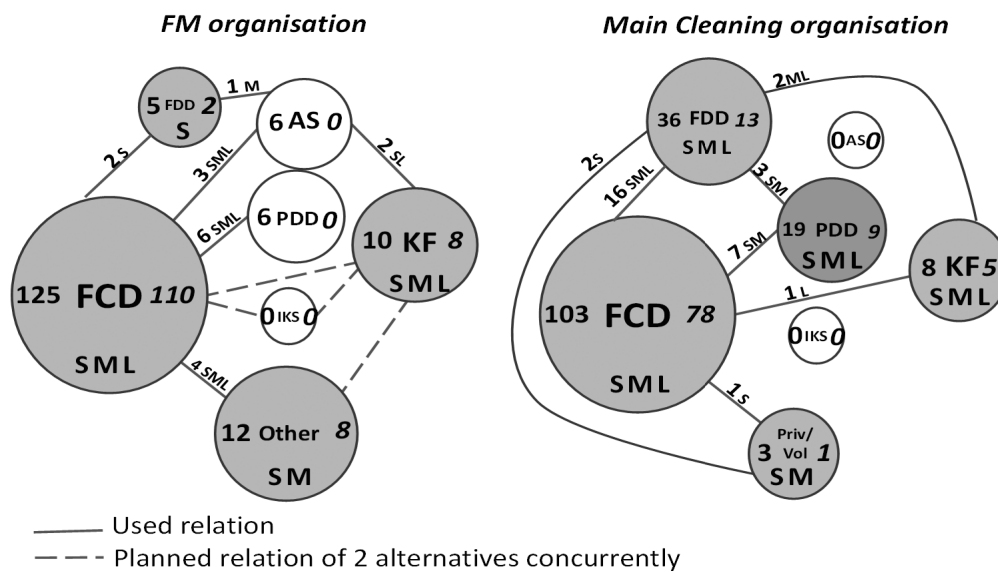 FM organisation
Main Cleaning organisation
5 FDD 2
S
1 M
6 AS 0
2 S
3 SML
2 SL
6 PDD 0
6 SML
10 KF 8
SML
125 FCD 110
SML
0 IKS 0
4 SML
12 Other 8
SM
36 FDD 13
SML
2 ML
0 AS 0
2 S
16 SML
3 SM
19 PDD 9
SML
7 SM
8 KF 5
SML
1 L
103 FCD 78
SML
0 IKS 0
1 S
Priv/
3 Vol 1
SM
Used relation
Planned relation of 2 alternatives concurrently